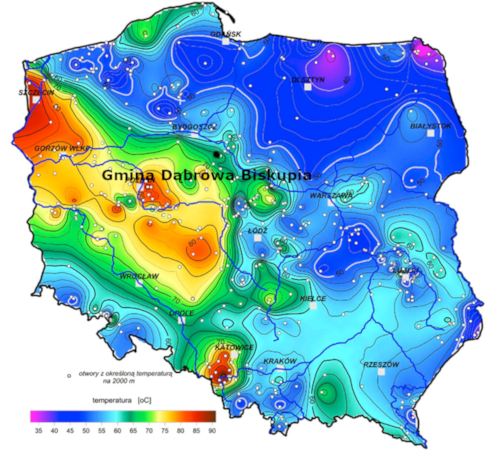 GDAŃSK
OLSZTYN
SZCZECIN
BYDGOSZCZ
BIAŁYSTOK
GORZÓW WLKP.
Gmina Dąbrowa Biskupia
WARSZAWA
ŁÓDŹ
WROCŁAW
KIELCE
OPOLE
KATOWICE
KRAKÓW
RZESZÓW
otwory z określoną temperaturą
na 2000 m
temperatura [oC]
35 40 45 50 55 60 65 70 75 80 85 90